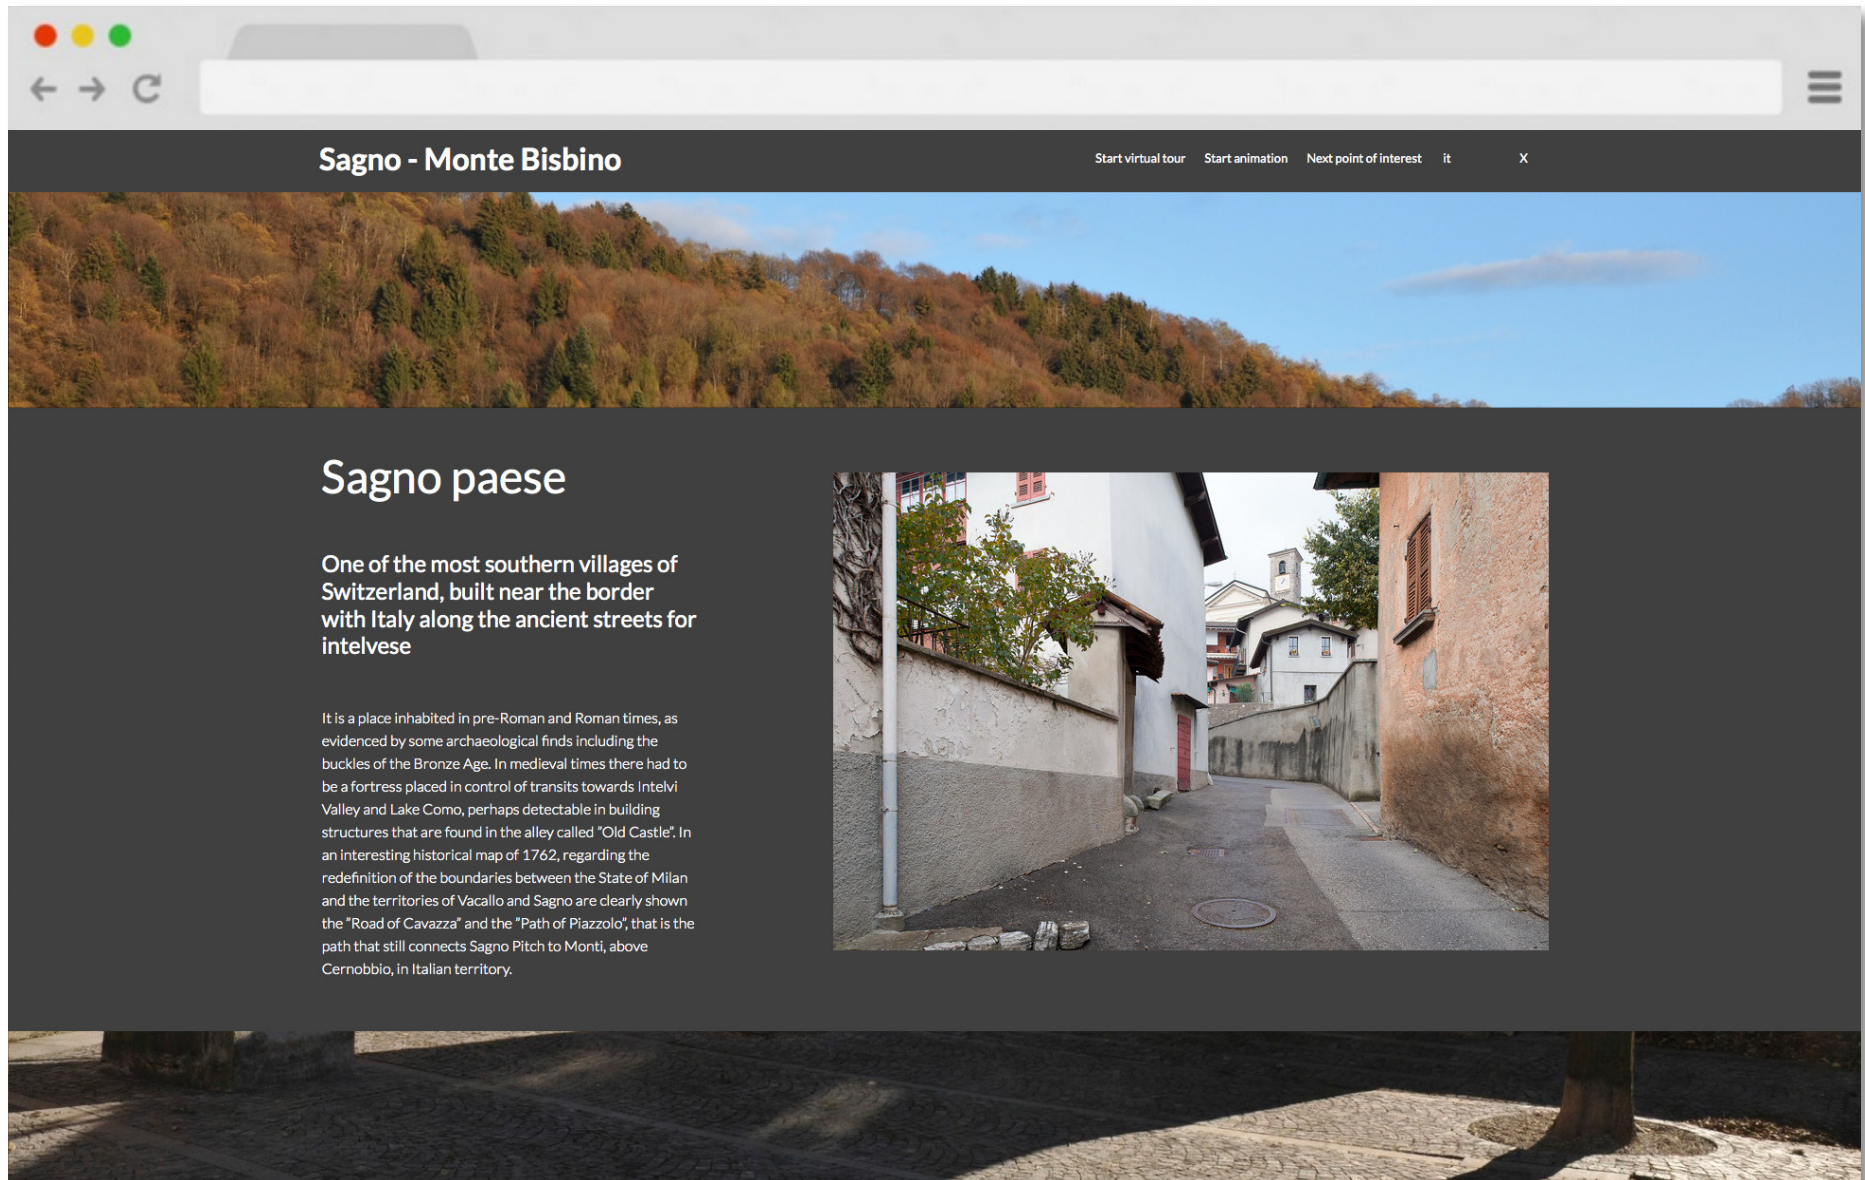 Sagno - Monte Bisbino
Start virtual tour Start animation Next point of interest it X
Sagno paese
One of the most southern villages of
Switzerland, built near the border
with Italy along the ancient streets for
intelvese
It is a place inhabited in pre-Roman and Roman times, as
evidenced by some archaeological finds including the
buckles of the Bronze Age. In medieval times there had to
be a fortress placed in control of transits towards Intelvi
Valley and Lake Como, perhaps detectable in building
structures that are found in the alley called "Old Castle". In
an interesting historical map of 1762, regarding the
redefinition of the boundaries between the State of Milan
and the territories of Vacallo and Sagno are clearly shown
the "Road of Cavazza" and the "Path of Piazzolo", that is the
path that still connects Sagno Pitch to Monti, above
Cernobbio, in Italian territory.